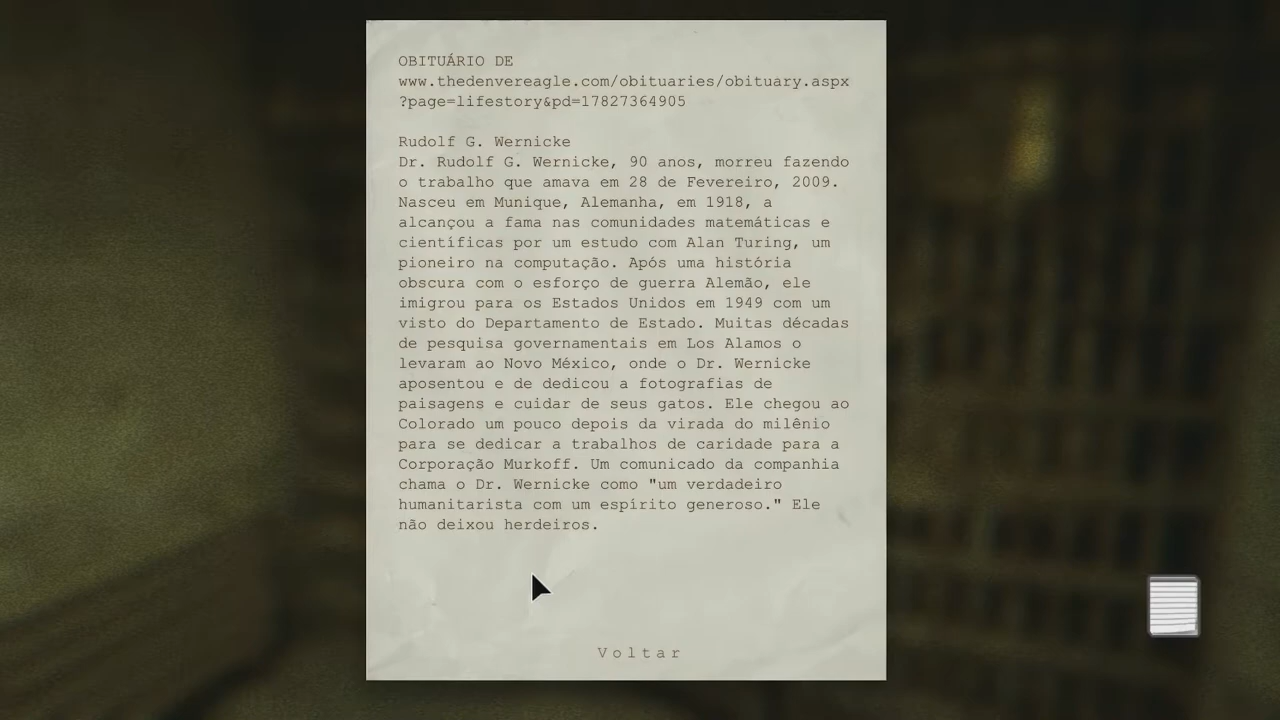 OBITUÁRIO DE
www.thedenvereagle.com/obituaries/obituary.aspx
?page=lifestory&pd=17827364905
Rudolf G. Wernicke
Dr. Rudolf G. Wernicke, 90 anos, morreu fazendo
o trabalho que amava em 28 de Fevereiro, 2009.
Nasceu em Munique, Alemanha, em 1918, a
alcançou a fama nas comunidades matemáticas e
científicas por um estudo com Alan Turing, um
pioneiro na computação. Após uma história
obscura com o esforço de guerra Alemão, ele
imigrou para os Estados Unidos em 1949 com um
visto do Departamento de Estado. Muitas décadas
de pesquisa governamentais em Los Alamos o
levaram ao Novo México, onde o Dr. Wernicke
aposentou e de dedicou a fotografias de
paisagens e cuidar de seus gatos. Ele chegou ao
Colorado um pouco depois da virada do milênio
para se dedicar a trabalhos de caridade para a
Corporação Murkoff. Um comunicado da companhia
chama o Dr. Wernicke como "um verdadeiro
humanitarista com um espírito generoso." Ele
não deixou herdeiros.
Voltar